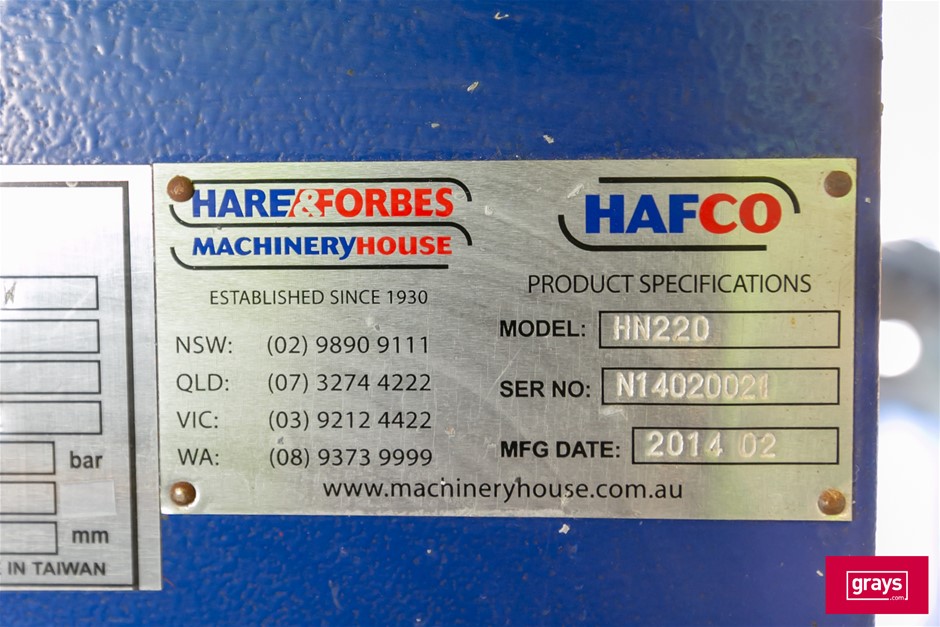 HARE&FORBES
MACHINERYHOUSE
ESTABLISHED SINCE 1930
NSW: (02) 9890 9111
QLD: (07) 3274 4222
VIC: (03) 9212 4422
WA: (08) 9373 9999
HAFCO
PRODUCT SPECIFICATIONS
MODEL: HN220
SER NO: N14020021
MFG DATE: 2014 02
www.machineryhouse.com.au
bar
mm
IN TAIWAN
grays
.com